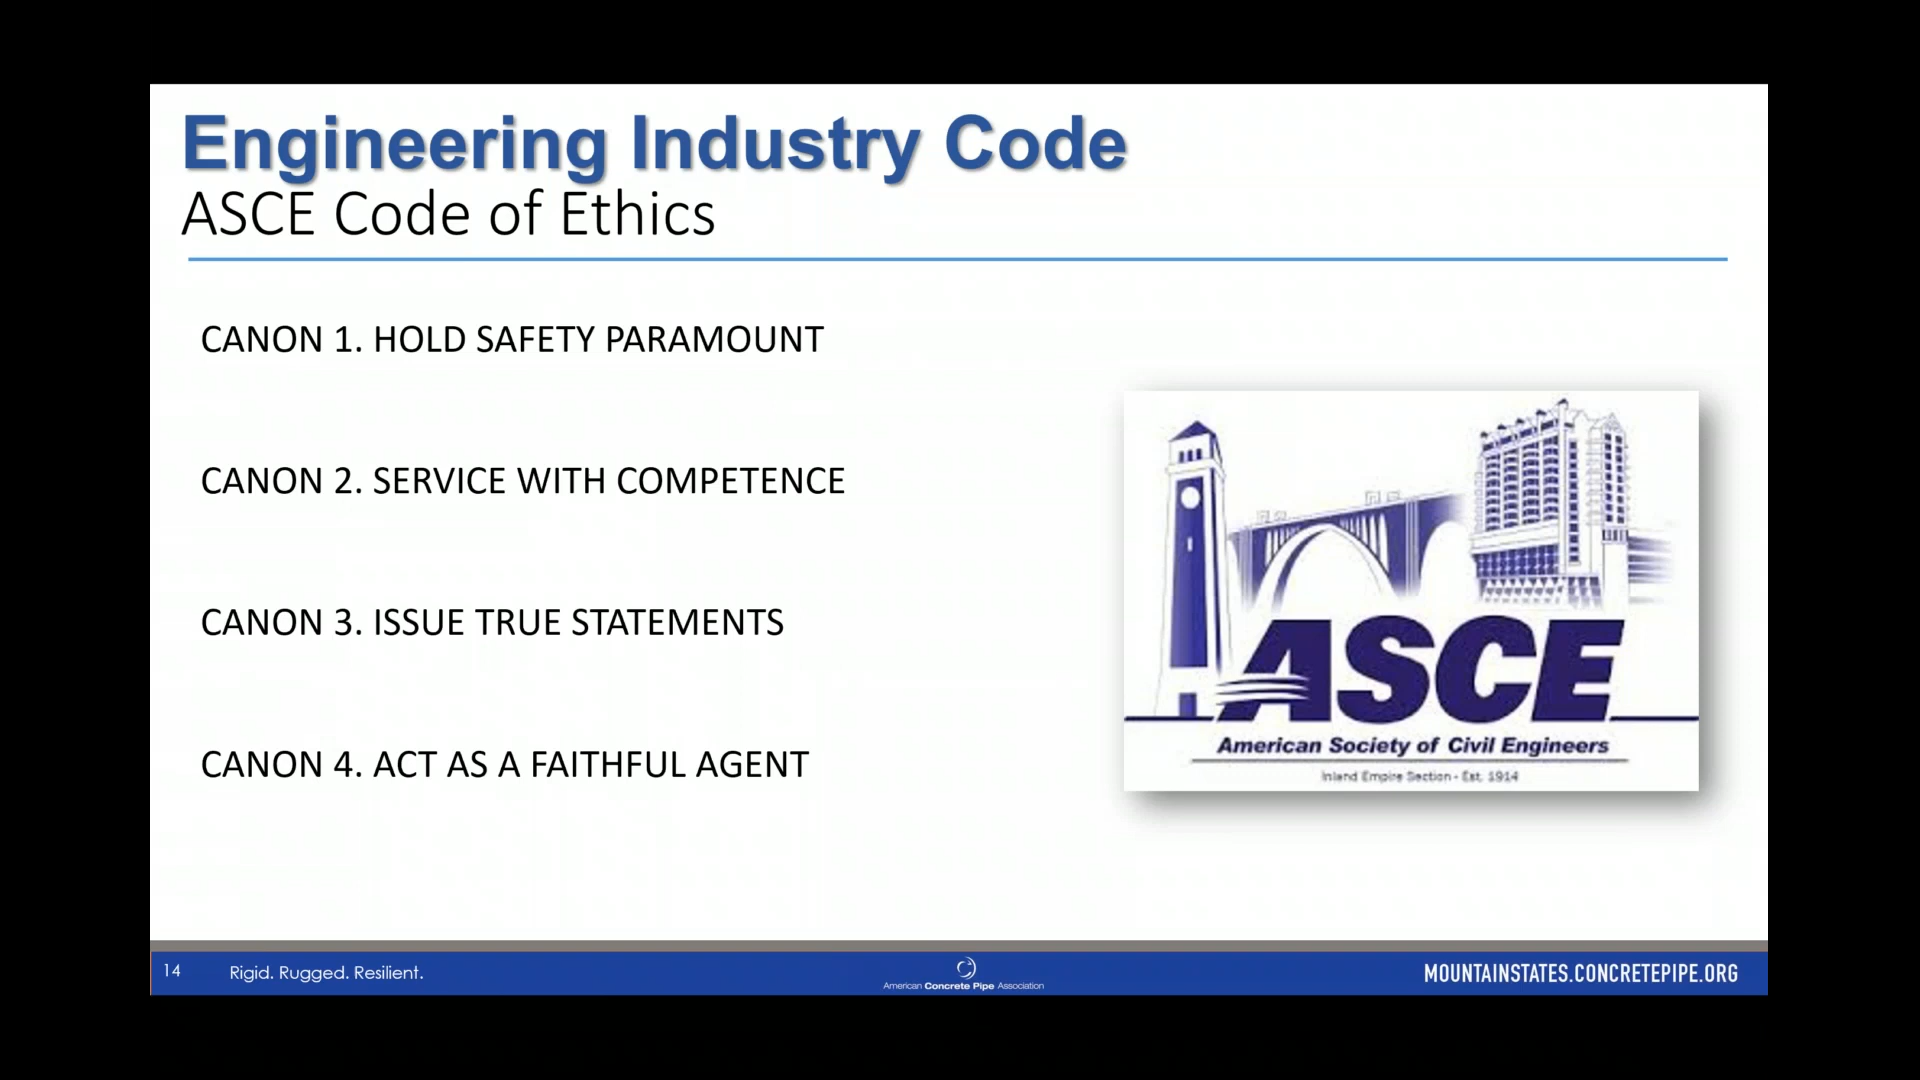 Engineering Industry Code
ASCE Code of Ethics
CANON 1. HOLD SAFETY PARAMOUNT
CANON 2. SERVICE WITH COMPETENCE
CANON 3. ISSUE TRUE STATEMENTS
CANON 4. ACT AS A FAITHFUL AGENT
ASCE
American Society of Civil Engineers
Inland Empire Section - Est. 1914
14
Rigid. Rugged. Resilient.
American Concrete Pipe Association
MOUNTAINSTATES.CONCRETEPIPE.ORG